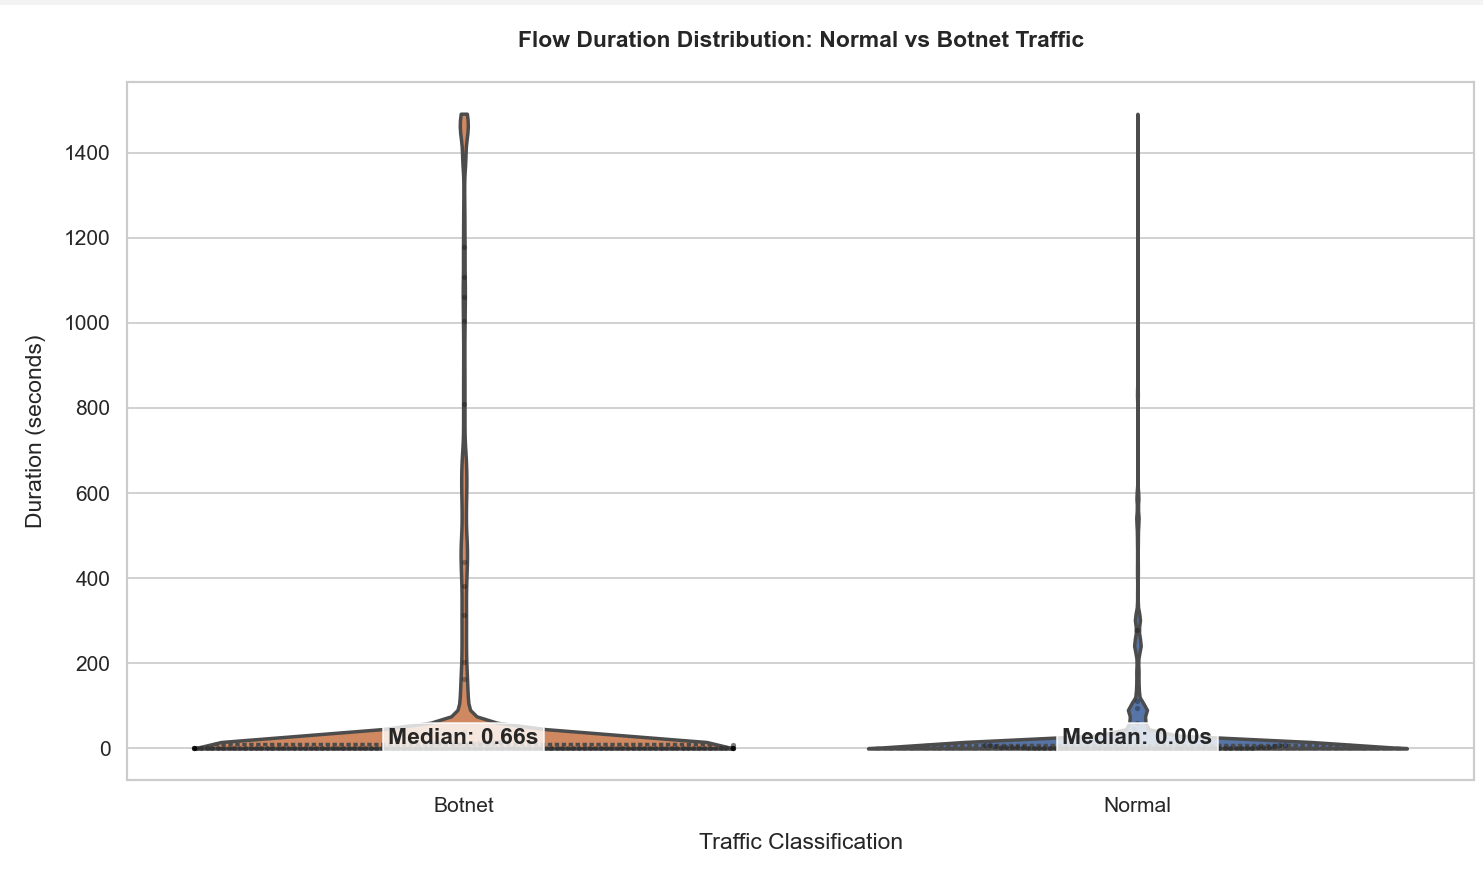 Flow Duration Distribution: Normal vs Botnet Traffic
Duration (seconds)
1400
1200
1000
800
600
400
200
0
Median: 0.66s
Median: 0.00s
Botnet
Normal
Traffic Classification